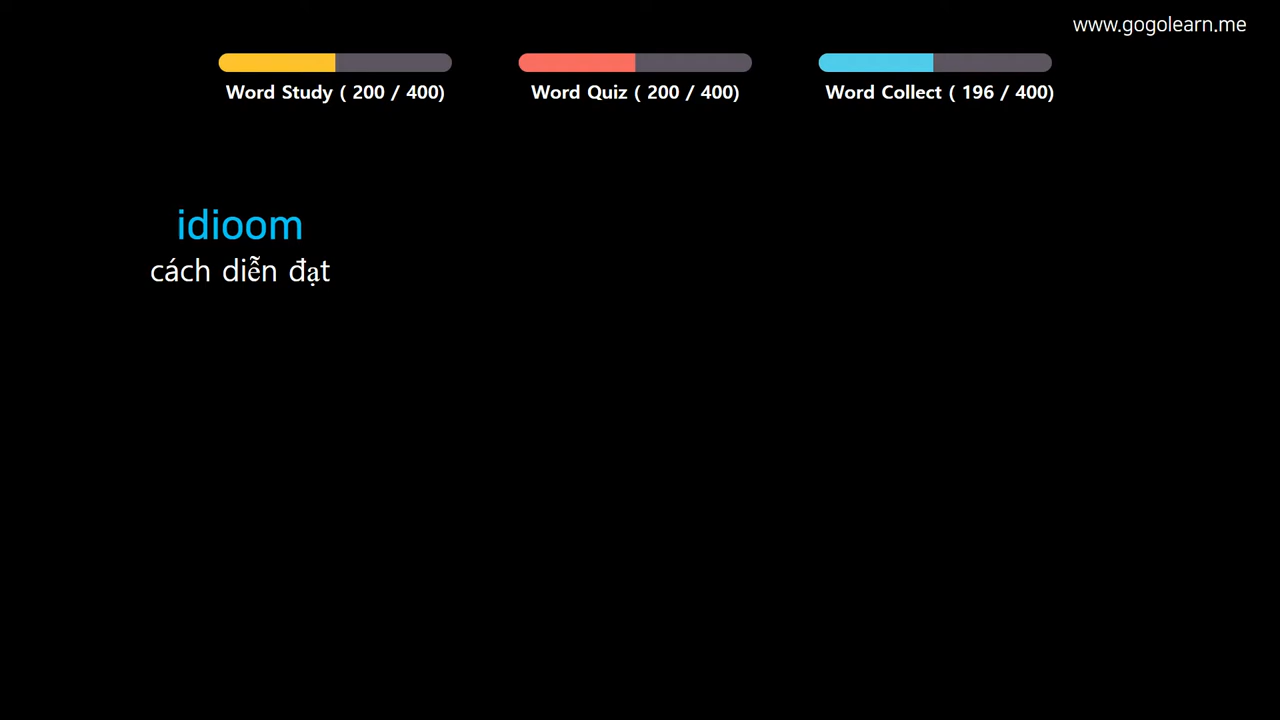 www.gogolearn.me
Word Study ( 200 / 400)
Word Quiz ( 200 / 400)
Word Collect ( 196 / 400)
idioom
cách diễn đạt